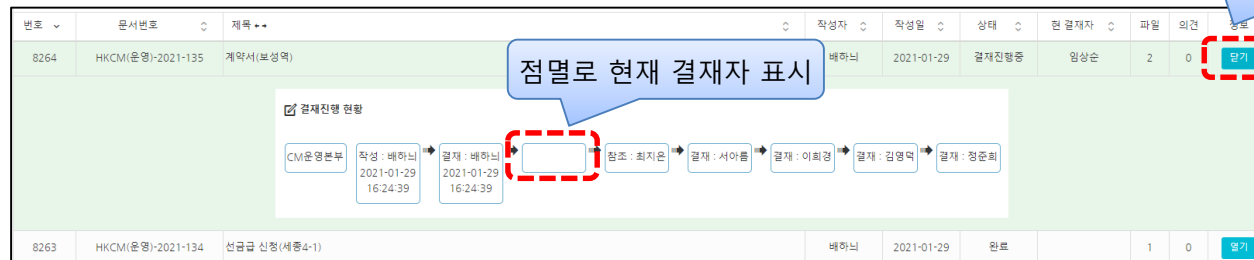 번호 문서번호 제목 ←→ 작성자 작성일 상태 현 결재자 파일 의견 정보
8264 HKCM(운영)-2021-135 계약서(보성역) 배하늬 2021-01-29 결재진행중 임상순 2 0 닫기
점멸로 현재 결재자 표시
결재진행 현황
CM운영본부 작성 : 배하늬 결재 : 배하늬 참조 : 최지은 결재 : 서아름 결재 : 이희경 결재 : 김영덕 결재 : 정준희
2021-01-29 2021-01-29
16:24:39 16:24:39
8263 HKCM(운영)-2021-134 선금급 신청(세종4-1) 배하늬 2021-01-29 완료 1 0 열기